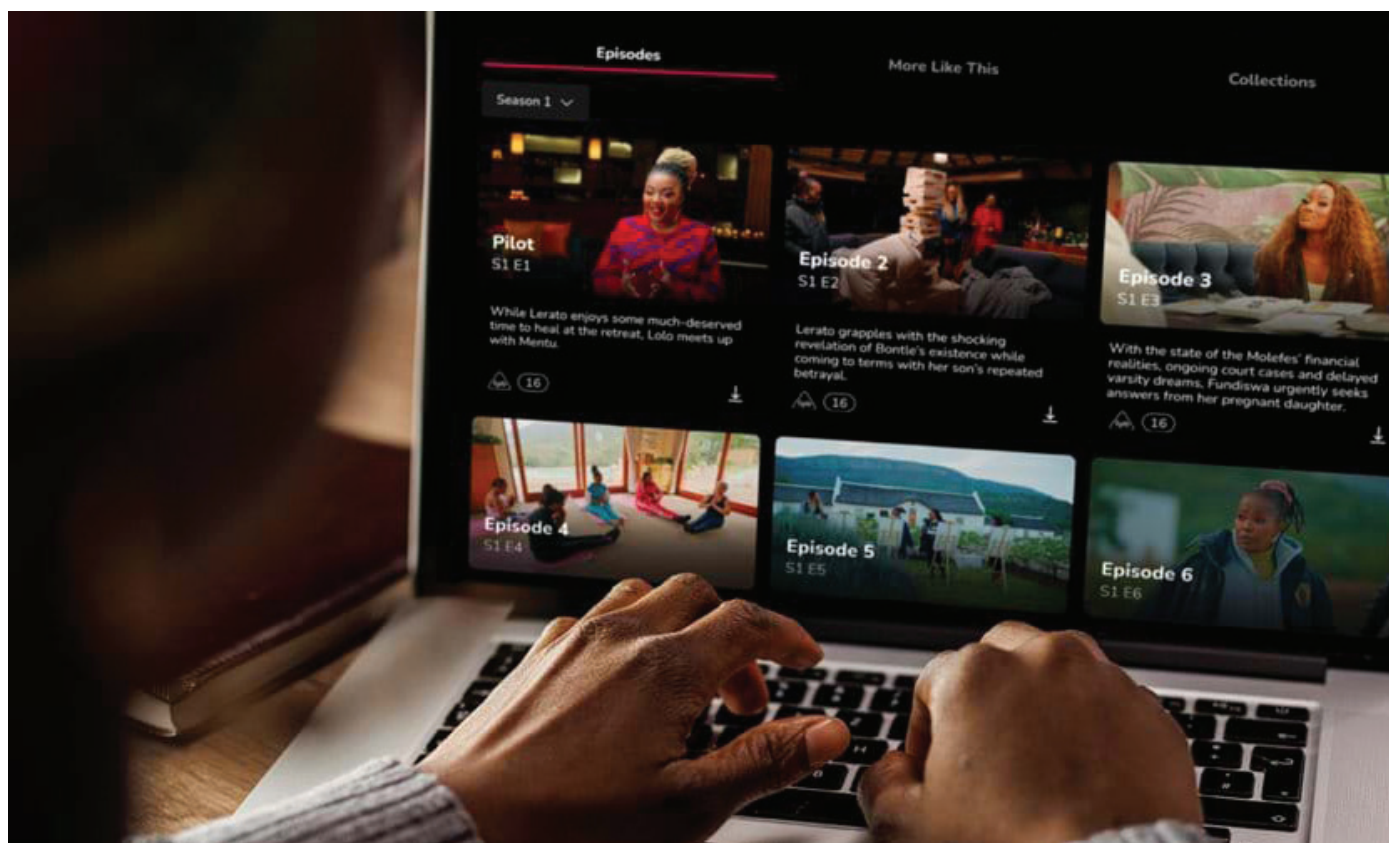 Episodes
More Like This
Collections
Season 1
Pilot
S1 E1
While Lerato enjoys some much-deserved
time to heal at the retreat, Lolo meets up
with Mentu.
16
Episode 2
S1 E2
Lerato grapples with the shocking
revelation of Bontle's existence while
coming to terms with her son's repeated
betrayal.
16
Episode 3
S1 E3
With the state of the Molefes' financial
realities, ongoing court cases and delayed
varsity dreams, Fundiswa urgently seeks
answers from her pregnant daughter.
16
Episode 4
S1 E4
Episode 5
S1 E5
Episode 6
S1 E6
H